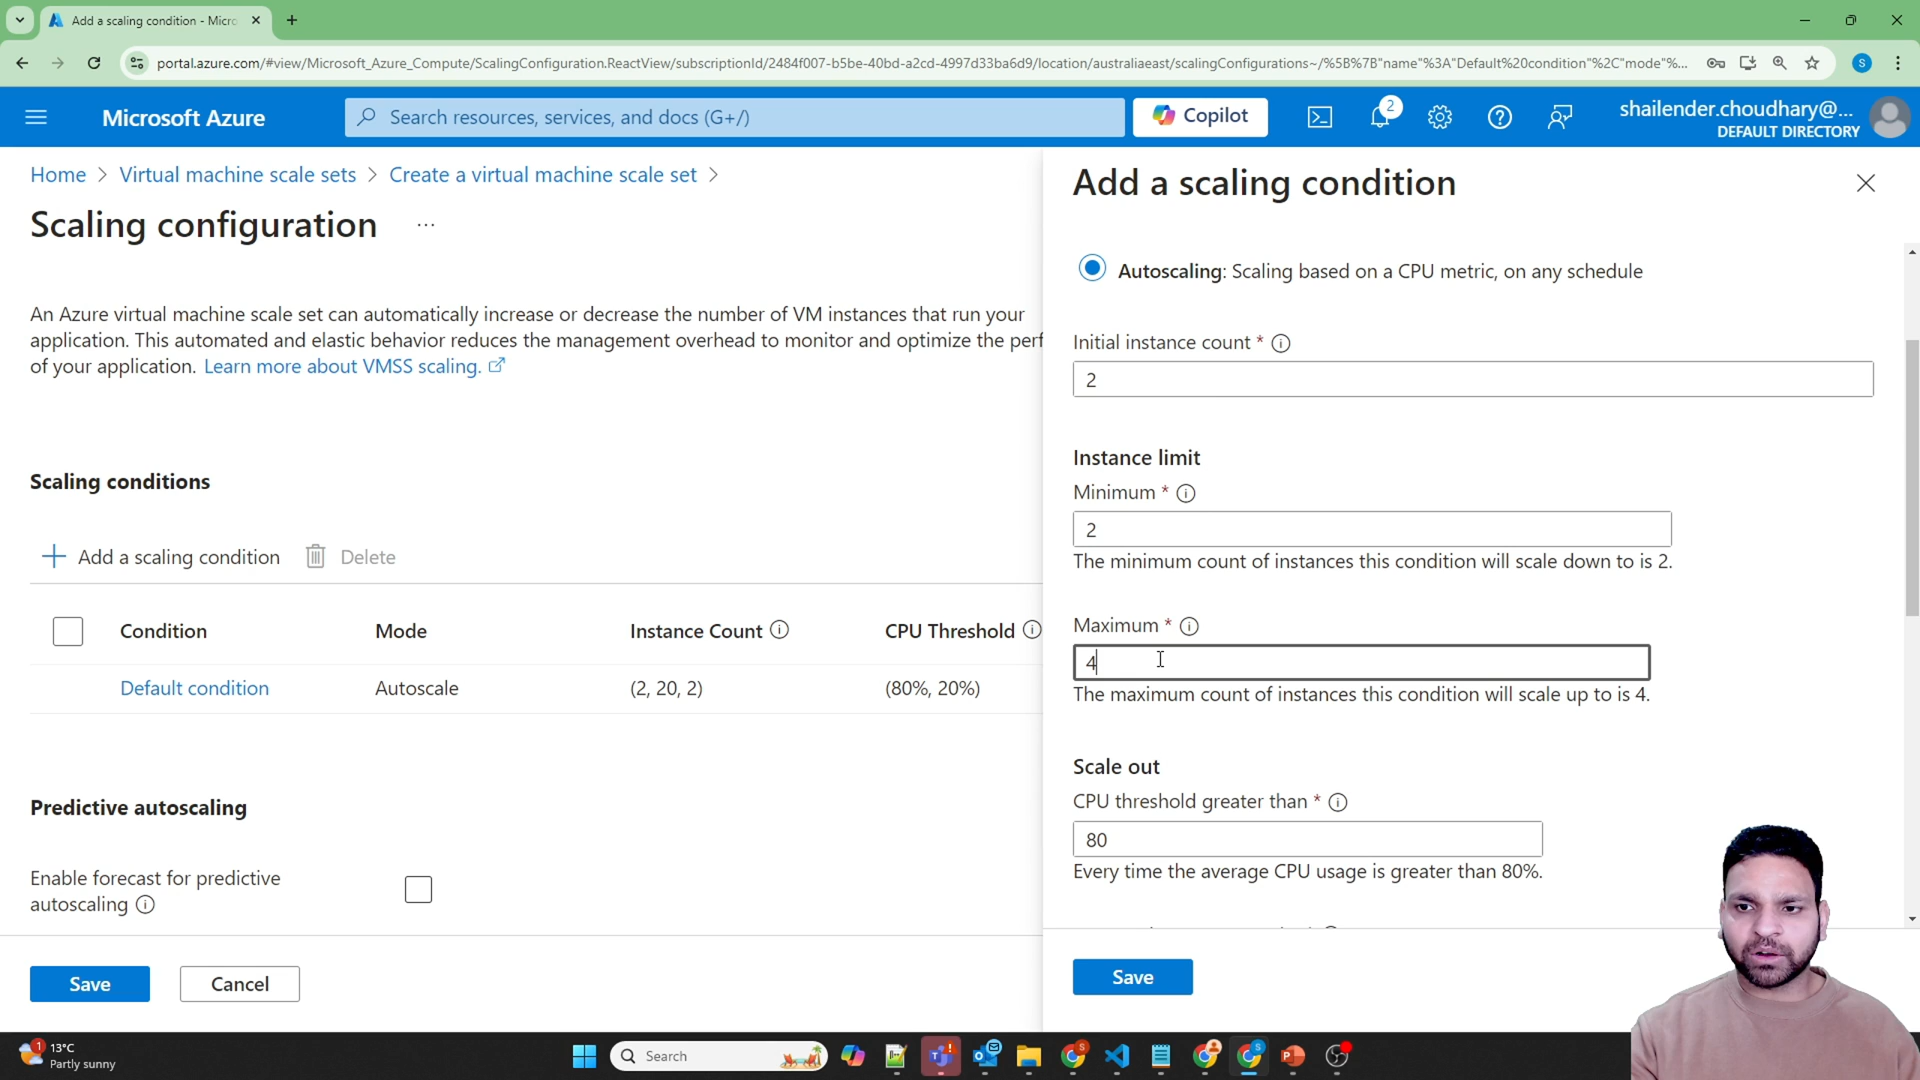 Add a scaling condition - Micro
portal.azure.com/#view/Microsoft_Azure_Compute/ScalingConfiguration.ReactView/subscriptionId/2484f007-b5be-40bd-a2cd-4997d33ba6d9/location/australiaeast/scalingConfigurations~/%5B%7B"name"%3A"Default%20condition"%2C"mode"%...
S
Microsoft Azure
Search resources, services, and docs (G+/)
Copilot
2
shailender.choudhary@...
DEFAULT DIRECTORY
Home > Virtual machine scale sets > Create a virtual machine scale set >
Scaling configuration ...
An Azure virtual machine scale set can automatically increase or decrease the number of VM instances that run your
application. This automated and elastic behavior reduces the management overhead to monitor and optimize the perf
of your application. Learn more about VMSS scaling.
Scaling conditions
Add a scaling condition Delete
Condition Mode Instance Count CPU Threshold
Default condition Autoscale (2, 20, 2) (80%, 20%)
Predictive autoscaling
Enable forecast for predictive
autoscaling
Save Cancel
Add a scaling condition
Autoscaling: Scaling based on a CPU metric, on any schedule
Initial instance count *
2
Instance limit
Minimum *
2
The minimum count of instances this condition will scale down to is 2.
Maximum *
4
The maximum count of instances this condition will scale up to is 4.
Scale out
CPU threshold greater than *
80
Every time the average CPU usage is greater than 80%.
Save
1
13°C
Partly sunny
Search